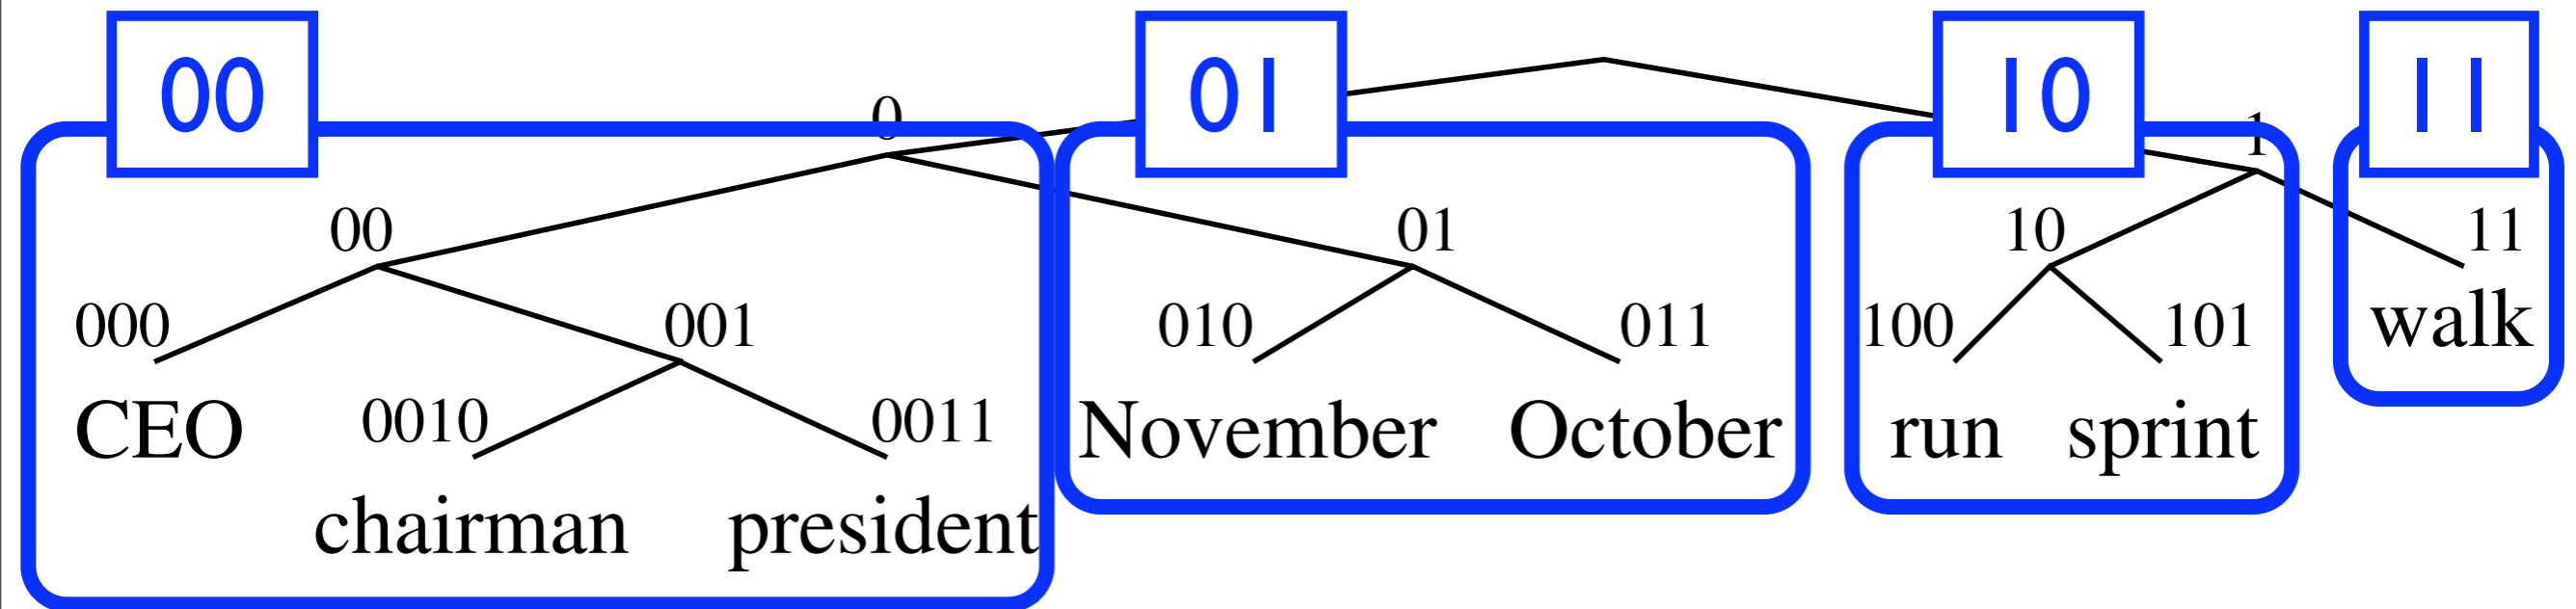 00 01 10 11
0 1
00 01 10 11
000 001 010 011 100 101 walk
CEO 0010 0011 November October run sprint
chairman president